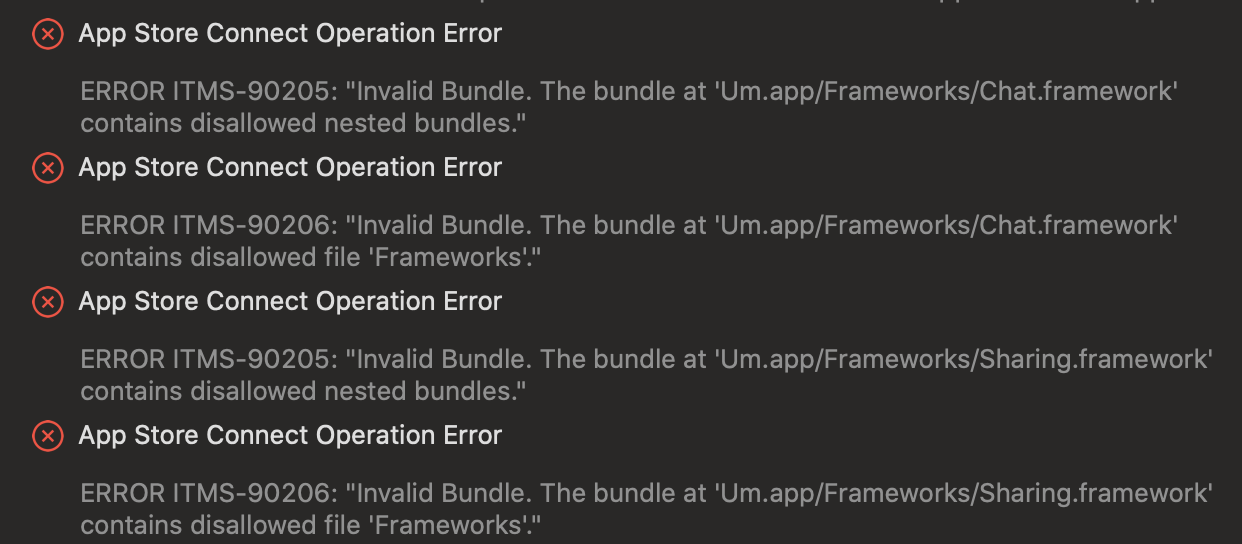 App Store Connect Operation Error
ERROR ITMS-90205: "Invalid Bundle. The bundle at 'Um.app/Frameworks/Chat.framework'
contains disallowed nested bundles."
App Store Connect Operation Error
ERROR ITMS-90206: "Invalid Bundle. The bundle at 'Um.app/Frameworks/Chat.framework'
contains disallowed file 'Frameworks'."
App Store Connect Operation Error
ERROR ITMS-90205: "Invalid Bundle. The bundle at 'Um.app/Frameworks/Sharing.framework'
contains disallowed nested bundles."
App Store Connect Operation Error
ERROR ITMS-90206: "Invalid Bundle. The bundle at 'Um.app/Frameworks/Sharing.framework'
contains disallowed file 'Frameworks'."